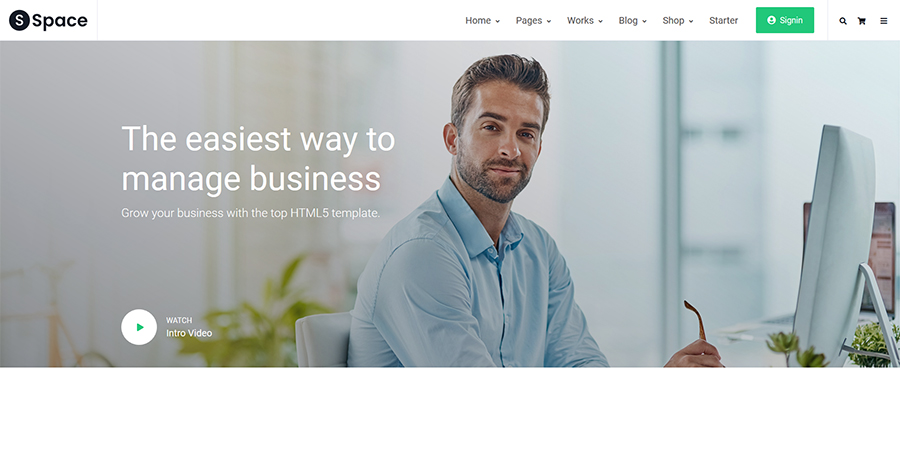 S Space
Home
Pages
Works
Blog
Shop
Starter
Signin
The easiest way to
manage business
Grow your business with the top HTML5 template.
WATCH
Intro Video